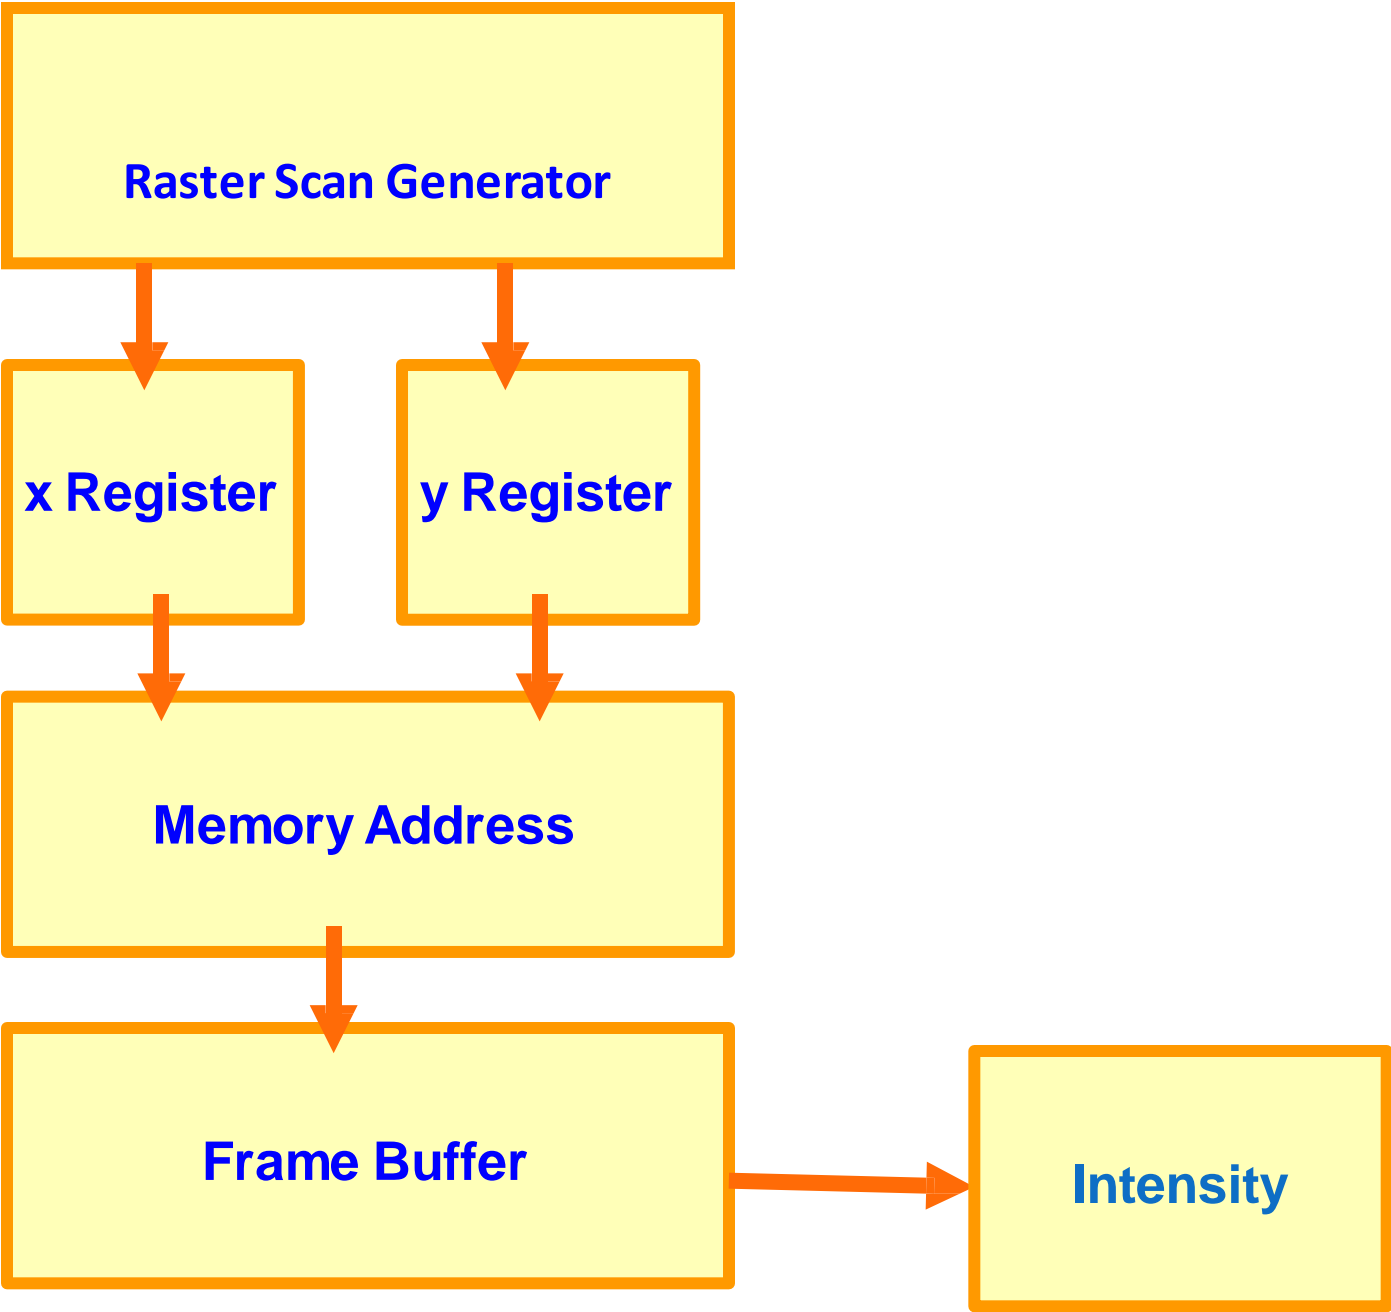 Raster Scan Generator
x Register
y Register
Memory Address
Frame Buffer
Intensity